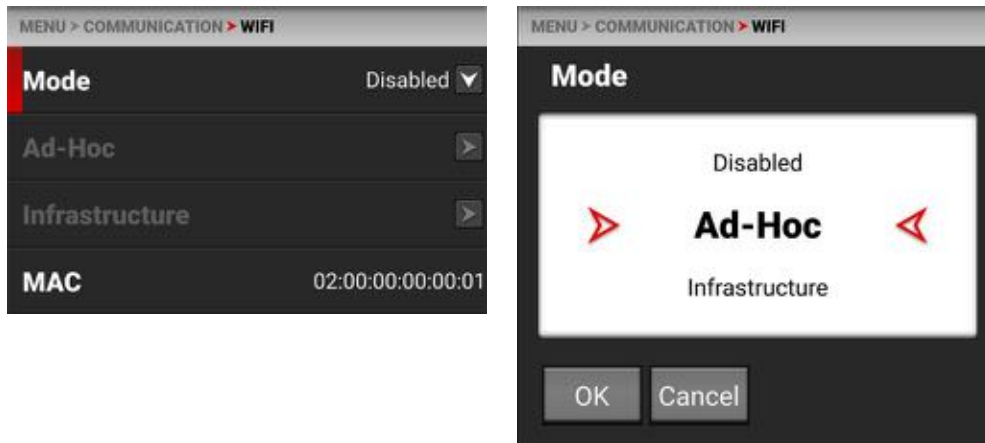 MENU > COMMUNICATION > WIFI
Mode Disabled
Ad-Hoc
Infrastructure
MAC 02:00:00:00:00:01
MENU > COMMUNICATION > WIFI
Mode
Disabled
Ad-Hoc
Infrastructure
OK Cancel